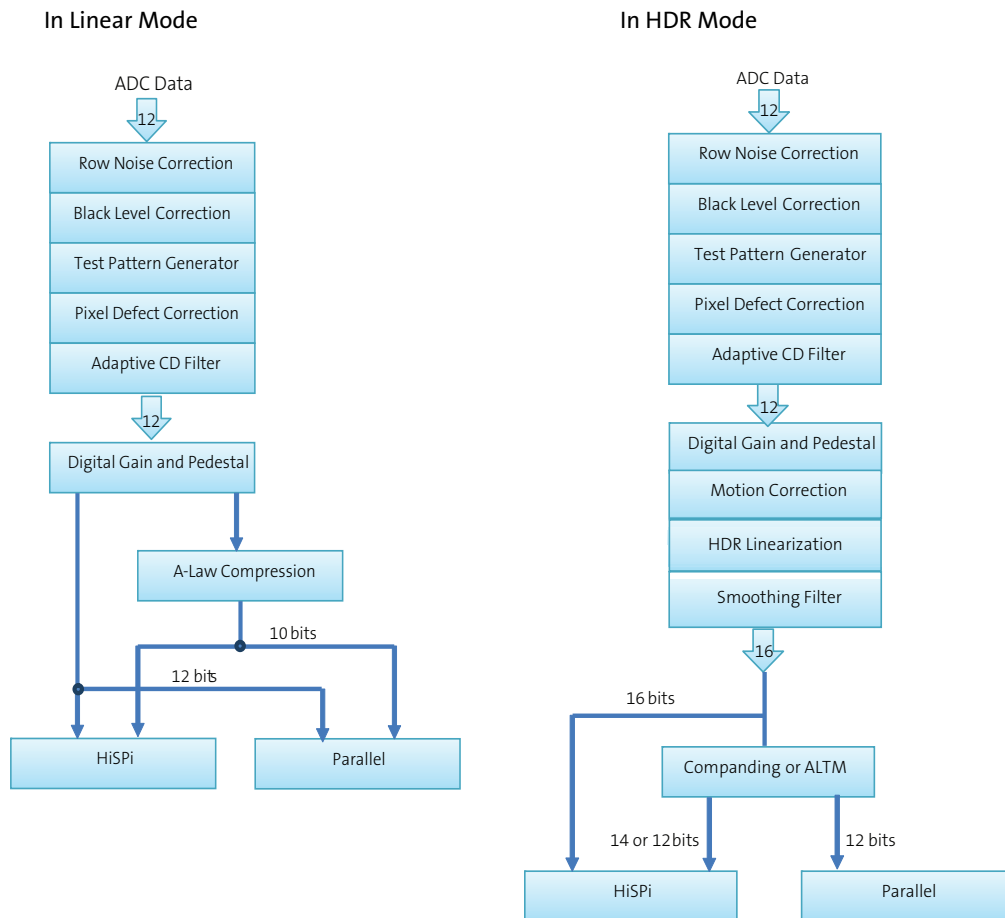 In Linear Mode
ADC Data
12
Row Noise Correction
Black Level Correction
Test Pattern Generator
Pixel Defect Correction
Adaptive CD Filter
12
Digital Gain and Pedestal
A-Law Compression
10 bits
12 bits
HiSPi
Parallel
In HDR Mode
ADC Data
12
Row Noise Correction
Black Level Correction
Test Pattern Generator
Pixel Defect Correction
Adaptive CD Filter
12
Digital Gain and Pedestal
Motion Correction
HDR Linearization
Smoothing Filter
16
16 bits
Companding or ALTM
14 or 12 bits
12 bits
HiSPi
Parallel